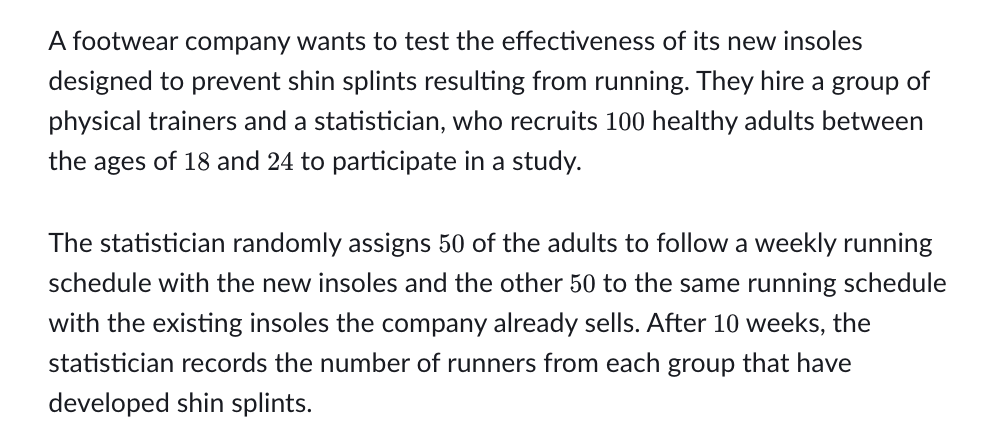 A footwear company wants to test the effectiveness of its new insoles
designed to prevent shin splints resulting from running. They hire a group of
physical trainers and a statistician, who recruits 100 healthy adults between
the ages of 18 and 24 to participate in a study.
The statistician randomly assigns 50 of the adults to follow a weekly running
schedule with the new insoles and the other 50 to the same running schedule
with the existing insoles the company already sells. After 10 weeks, the
statistician records the number of runners from each group that have
developed shin splints.